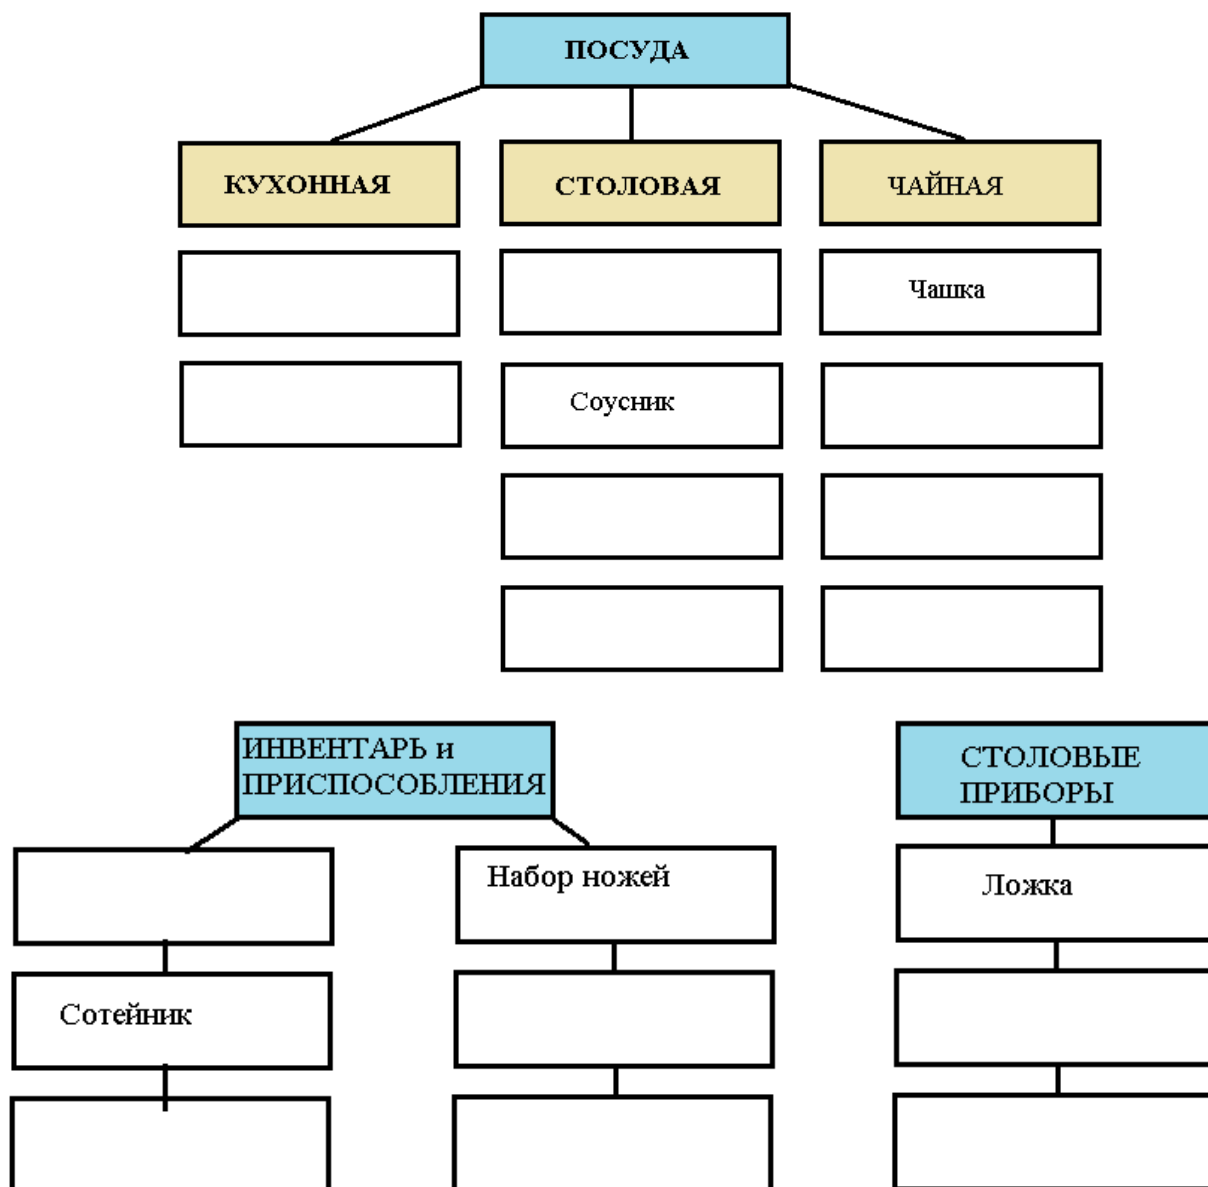 ПОСУДА
КУХОННАЯ
СТОЛОВАЯ
ЧАЙНАЯ
Чашка
Соусник
ИНВЕНТАРЬ и
ПРИСПОСОБЛЕНИЯ
СТОЛОВЫЕ
ПРИБОРЫ
Набор ножей
Ложка
Сотейник